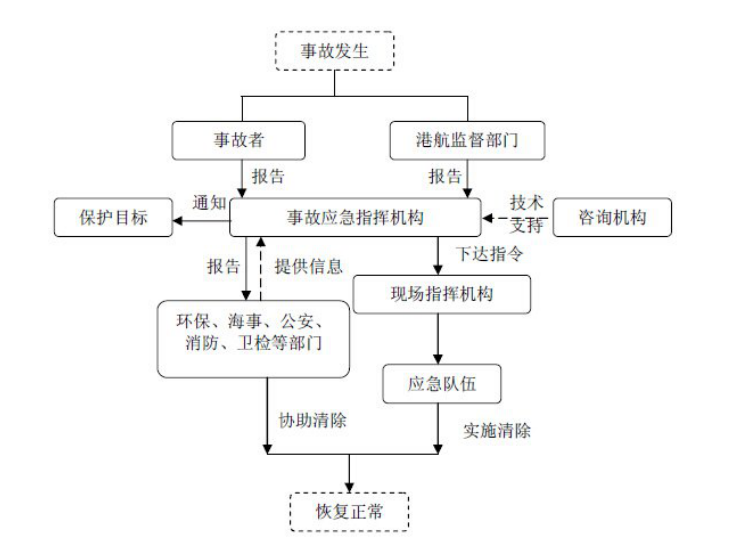 事故发生
事故者
港航监督部门
报告
报告
保护目标
通知
事故应急指挥机构
技术
支持
咨询机构
报告
提供信息
下达指令
现场指挥机构
环保、海事、公安、
消防、卫检等部门
应急队伍
协助清除
实施清除
恢复正常